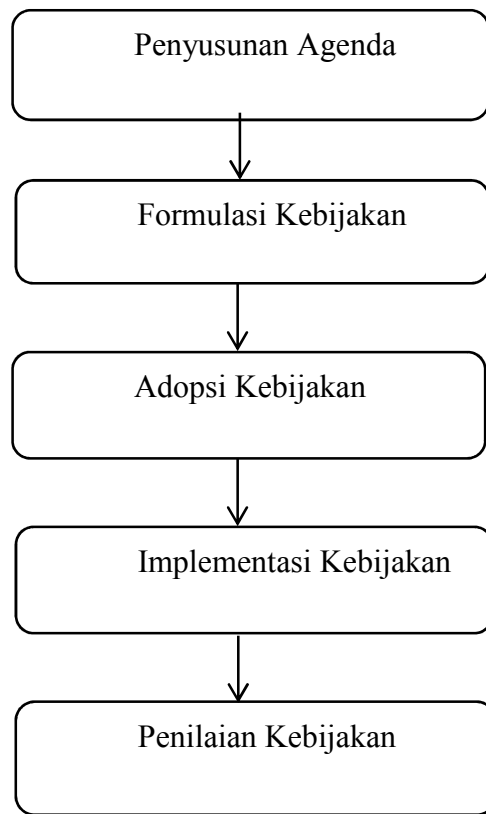 Penyusunan Agenda
Formulasi Kebijakan
Adopsi Kebijakan
Implementasi Kebijakan
Penilaian Kebijakan